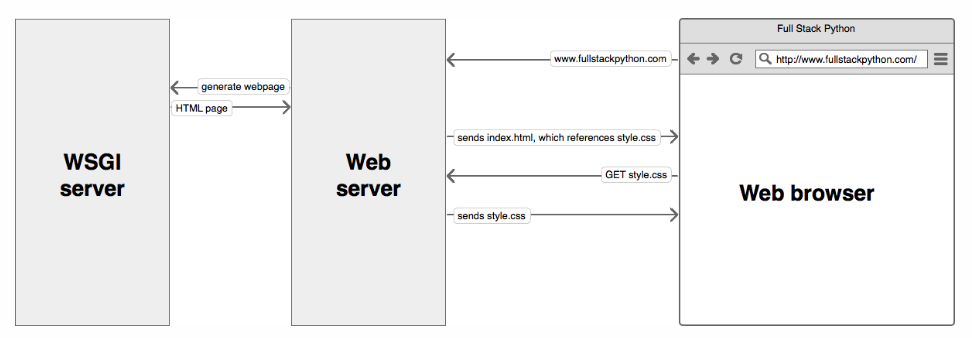 Full Stack Python
http://www.fullstackpython.com/
www.fullstackpython.com
generate webpage
HTML page
sends index.html, which references style.css
WSGI
server
Web
server
GET style.css
Web browser
sends style.css